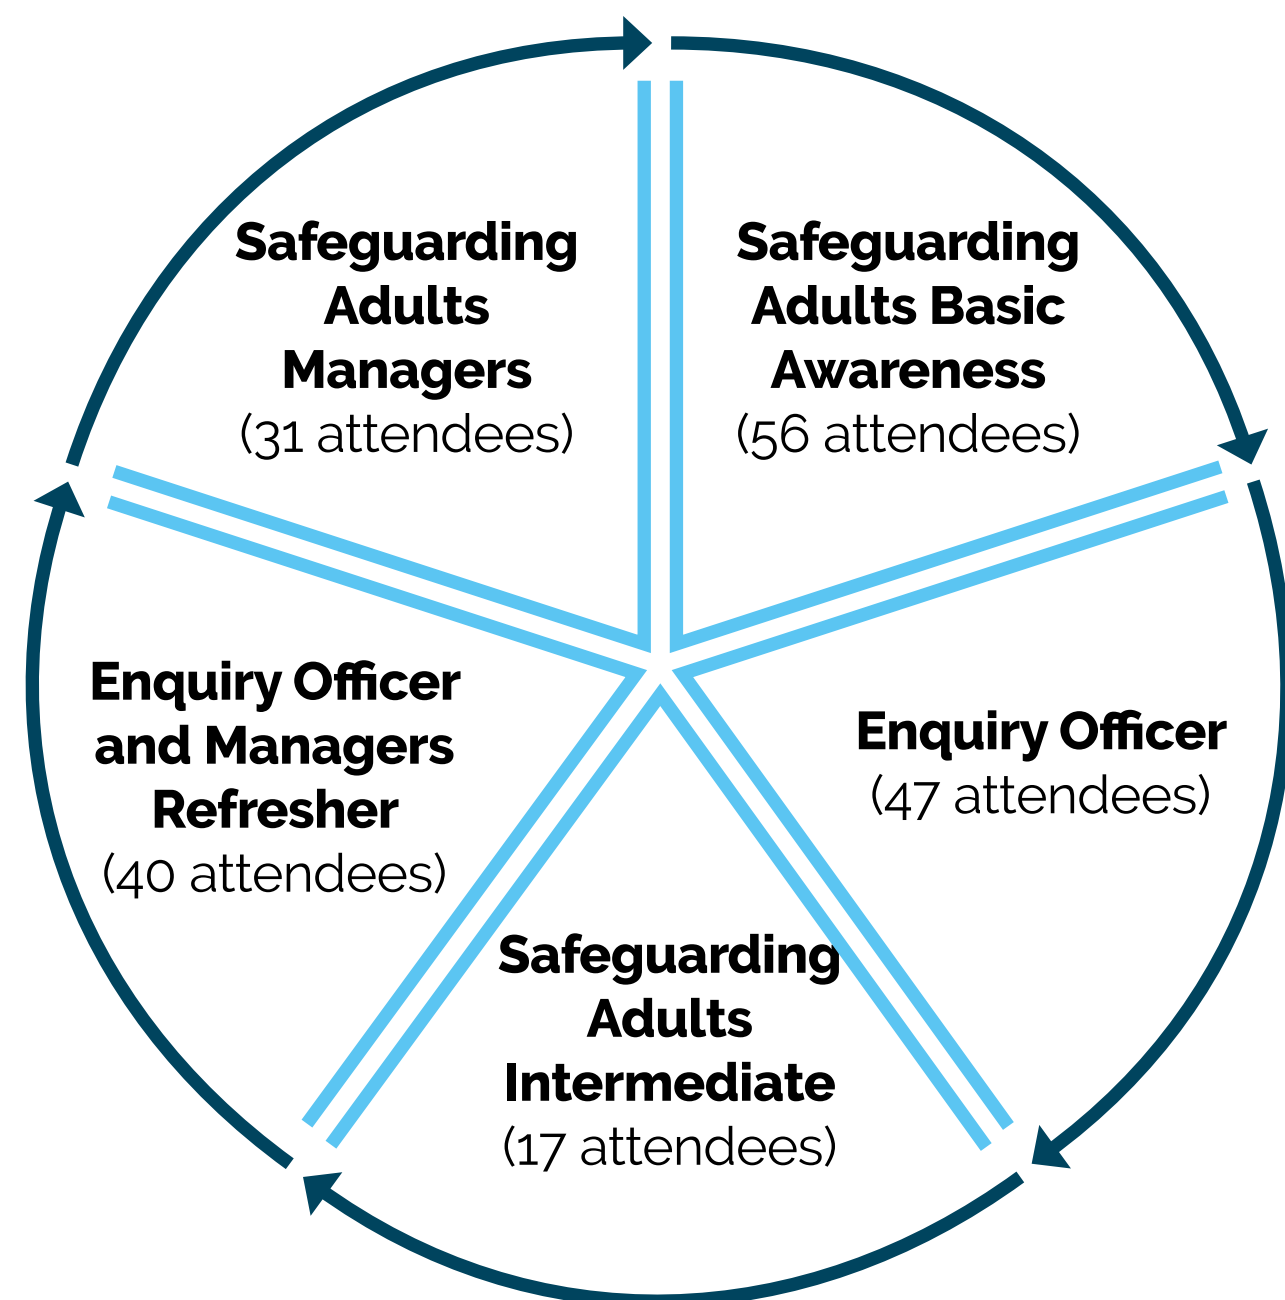 Safeguarding
Adults
Managers
(31 attendees)
Safeguarding
Adults Basic
Awareness
(56 attendees)
Enquiry Officer
and Managers
Refresher
(40 attendees)
Enquiry Officer
(47 attendees)
Safeguarding
Adults
Intermediate
(17 attendees)